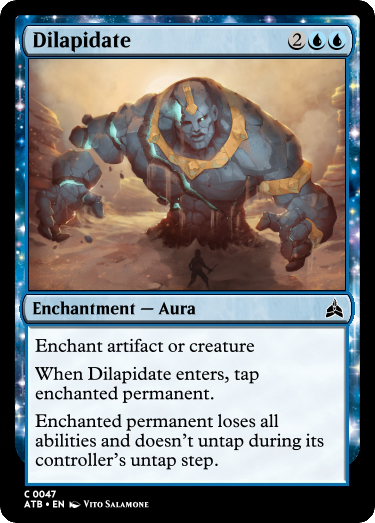 Dilapidate 2
Enchantment — Aura
Enchant artifact or creature
When Dilapidate enters, tap
enchanted permanent.
Enchanted permanent loses all
abilities and doesn’t untap during its
controller’s untap step.
C 0047
ATB • EN Vito Salamone